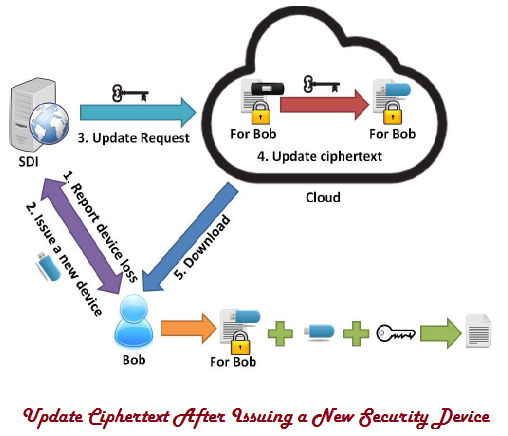 SDI
3. Update Request
For Bob
For Bob
4. Update ciphertext
Cloud
1. Report device loss
2. Issue a new
device
5. Download
Bob
For Bob
Update Ciphertext After Issuing a New Security Device